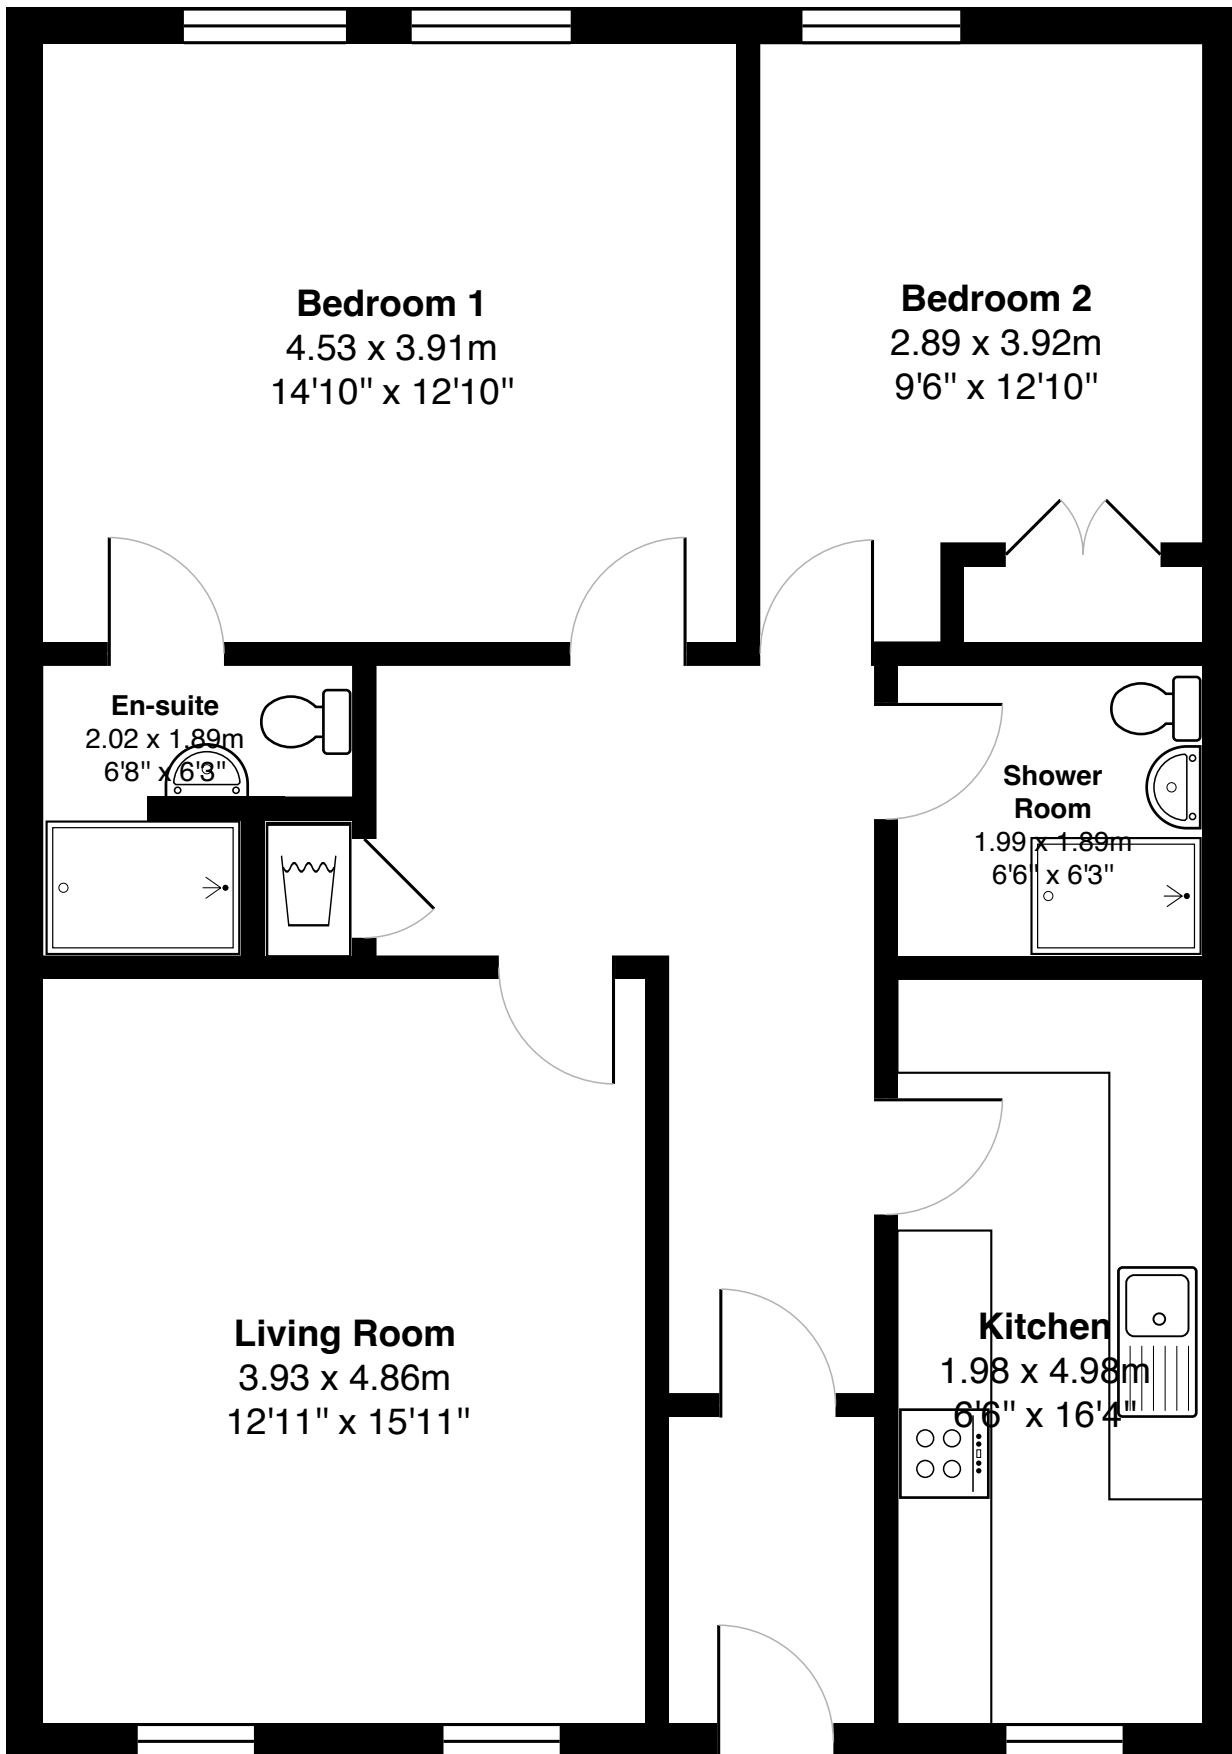 Bedroom 1
4.53 x 3.91m
14'10" x 12'10"
Bedroom 2
2.89 x 3.92m
9'6" x 12'10"
En-suite
2.02 x 1.89m
6'8" x 6'3"
Shower
Room
1.99 x 1.89m
6'6" x 6'3"
Living Room
3.93 x 4.86m
12'11" x 15'11"
Kitchen
1.98 x 4.98m
6'6" x 16'4"